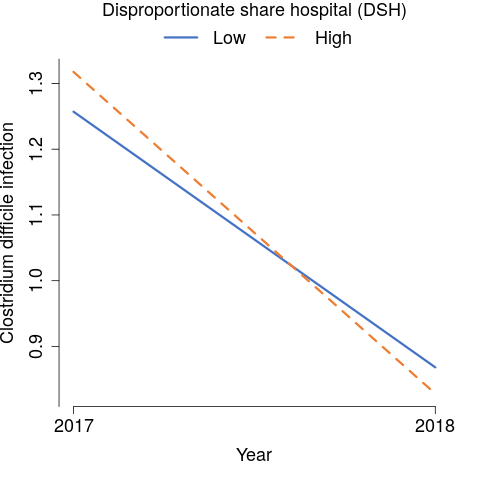 Disproportionate share hospital (DSH)
Low High
Clostridium difficile infection
1.3
1.2
1.1
1.0
0.9
2017 2018
Year